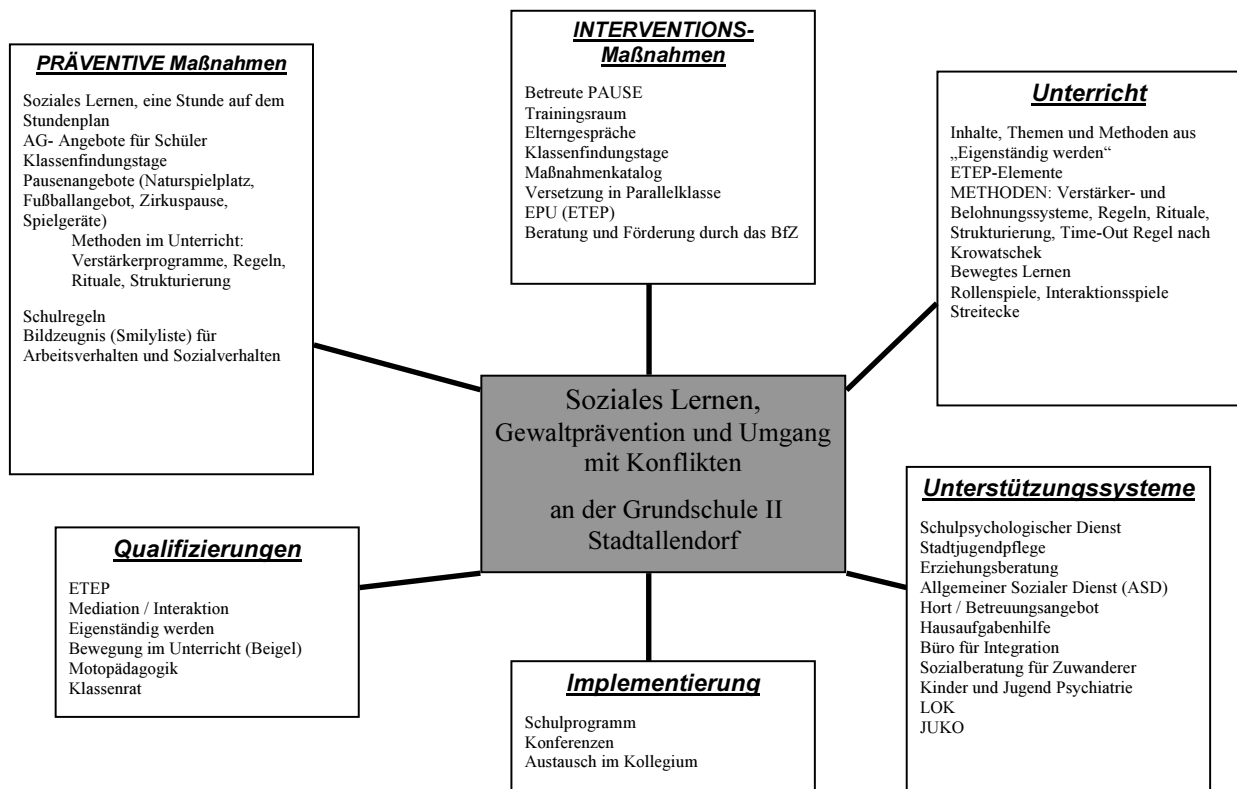 PRÄVENTIVE Maßnahmen
Soziales Lernen, eine Stunde auf dem
Stundenplan
AG- Angebote für Schüler
Klassenfindungstage
Pausenangebote (Naturspielplatz,
Fußballangebot, Zirkuspause,
Spielgeräte)
Methoden im Unterricht:
Verstärkerprogramme, Regeln,
Rituale, Strukturierung
Schulregeln
Bildzeugnis (Smilyliste) für
Arbeitsverhalten und Sozialverhalten
INTERVENTIONS-
Maßnahmen
Betreute PAUSE
Trainingsraum
Elterngespräche
Klassenfindungstage
Maßnahmenkatalog
Versetzung in Parallelklasse
EPU (ETEP)
Beratung und Förderung durch das BfZ
Unterricht
Inhalte, Themen und Methoden aus
„Eigenständig werden“
ETEP-Elemente
METHODEN: Verstärker- und
Belohnungssysteme, Regeln, Rituale,
Strukturierung, Time-Out Regel nach
Krowatschek
Bewegtes Lernen
Rollenspiele, Interaktionsspiele
Streitecke
Soziales Lernen,
Gewaltprävention und Umgang
mit Konflikten
an der Grundschule II
Stadtallendorf
Qualifizierungen
ETEP
Mediation / Interaktion
Eigenständig werden
Bewegung im Unterricht (Beigel)
Motopädagogik
Klassenrat
Implementierung
Schulprogramm
Konferenzen
Austausch im Kollegium
Unterstützungssysteme
Schulpsychologischer Dienst
Stadtjugendpflege
Erziehungsberatung
Allgemeiner Sozialer Dienst (ASD)
Hort / Betreuungsangebot
Hausaufgabenhilfe
Büro für Integration
Sozialberatung für Zuwanderer
Kinder und Jugend Psychiatrie
LOK
JUKO